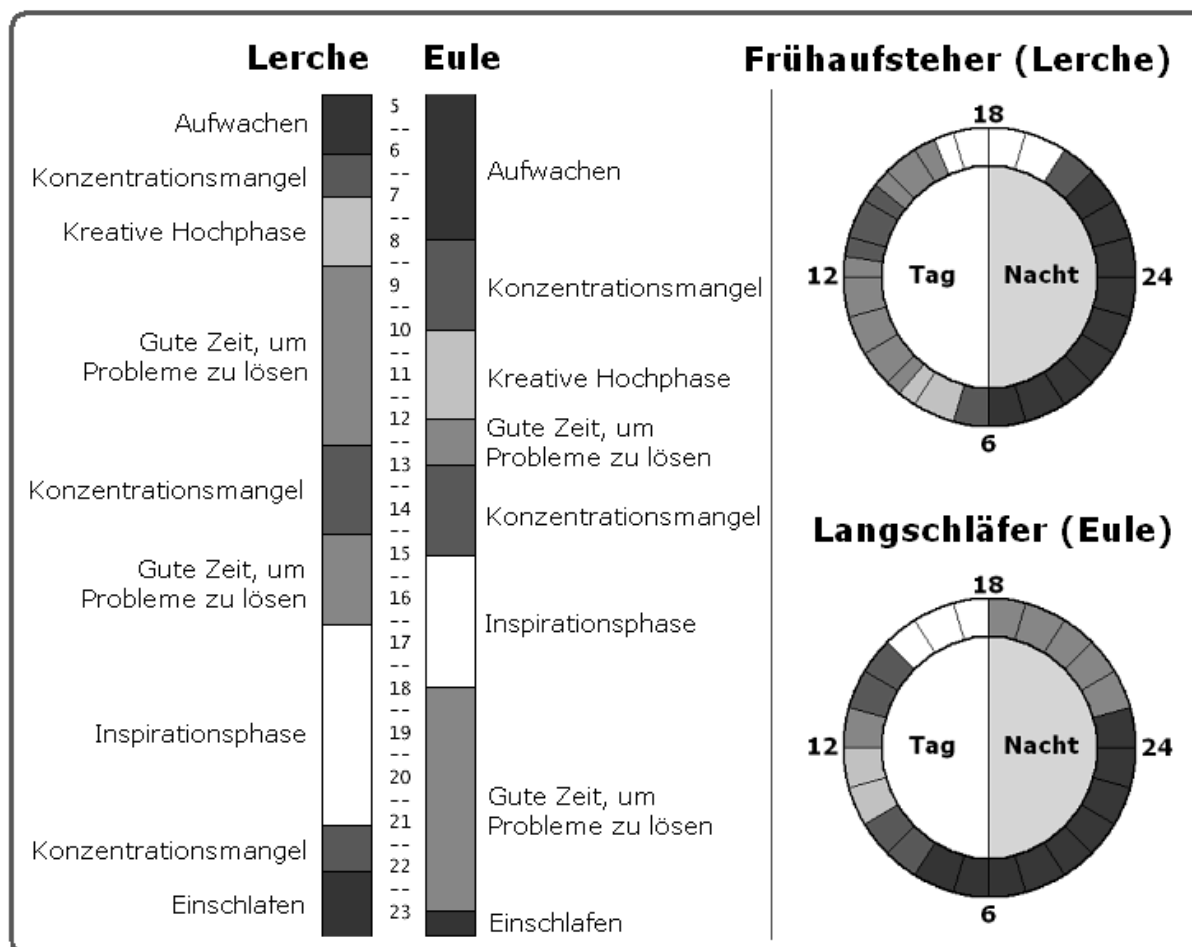 Lerche
Eule
Aufwachen
Konzentrationsmangel
Kreative Hochphase
Gute Zeit, um
Probleme zu lösen
Konzentrationsmangel
Gute Zeit, um
Probleme zu lösen
Inspirationsphase
Konzentrationsmangel
Einschlafen
5
--
6
--
7
--
8
--
9
--
10
--
11
--
12
--
13
--
14
--
15
--
16
--
17
--
18
--
19
--
20
--
21
--
22
--
23
Aufwachen
Konzentrationsmangel
Kreative Hochphase
Gute Zeit, um
Probleme zu lösen
Konzentrationsmangel
Inspirationsphase
Gute Zeit, um
Probleme zu lösen
Einschlafen
Frühaufsteher (Lerche)
18
12
Tag
Nacht
24
6
Langschläfer (Eule)
18
12
Tag
Nacht
24
6